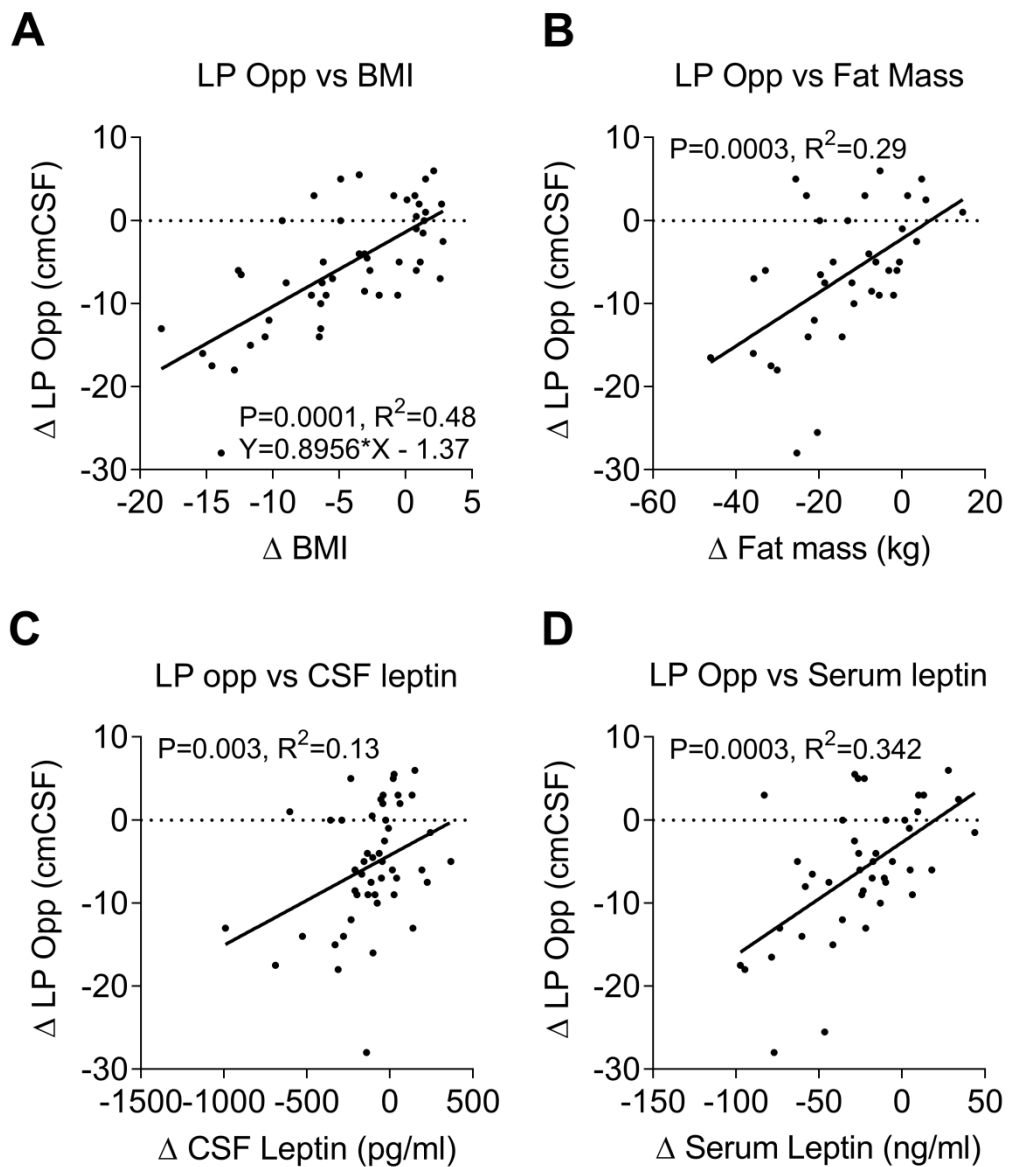 A
LP Opp vs BMI
Δ LP Opp (cmCSF)
10
0
-10
-20
-30
P=0.0001, R²=0.48
Y=0.8956*X - 1.37
-20 -15 -10 -5 0 5
Δ BMI
B
LP Opp vs Fat Mass
Δ LP Opp (cmCSF)
10
0
-10
-20
-30
P=0.0003, R²=0.29
-60 -40 -20 0 20
Δ Fat mass (kg)
C
LP opp vs CSF leptin
Δ LP Opp (cmCSF)
10
0
-10
-20
-30
P=0.003, R²=0.13
-1500 -1000 -500 0 500
Δ CSF Leptin (pg/ml)
D
LP Opp vs Serum leptin
Δ LP Opp (cmCSF)
10
0
-10
-20
-30
P=0.0003, R²=0.342
-150 -100 -50 0 50
Δ Serum Leptin (ng/ml)